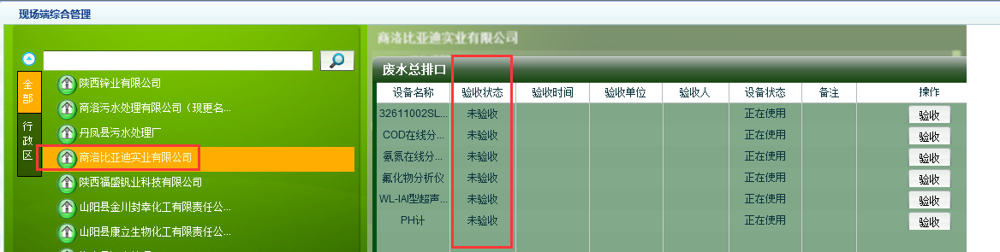 现场端综合管理
商洛比亚迪实业有限公司
全部
行政区
陕西锌业有限公司
商洛污水处理有限公司（现更名...
丹凤县污水处理厂
商洛比亚迪实业有限公司
陕西福盛钒业科技有限公司
山阳县金川封幸化工有限责任公...
山阳县康立生物化工有限责任公...
废水总排口
设备名称 验收状态 验收时间 验收单位 验收人 设备状态 备注 操作
32611002SL... 未验收 正在使用 验收
COD在线分... 未验收 正在使用 验收
氨氮在线分... 未验收 正在使用 验收
氟化物分析仪 未验收 正在使用 验收
WL-IAI型超声... 未验收 正在使用 验收
PH计 未验收 正在使用 验收